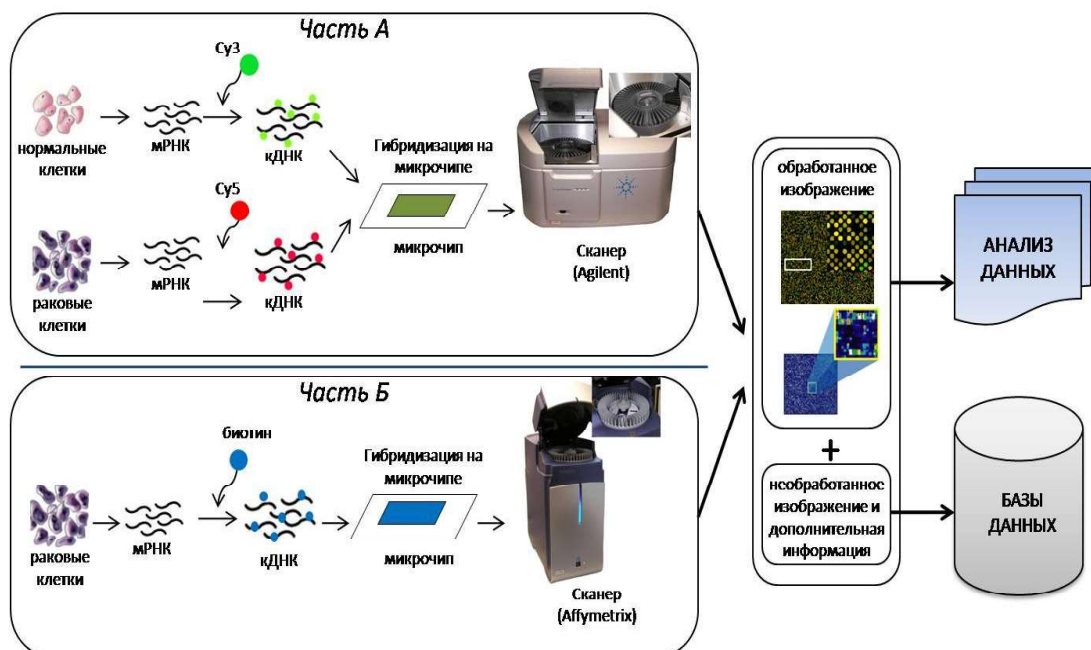 Часть А
Cy3
нормальные
клетки
мРНК
кДНК
Cy5
раковые
клетки
мРНК
кДНК
Гибридизация на
микрочипе
микрочип
Сканер
(Agilent)
Часть Б
биотин
раковые
клетки
мРНК
кДНК
Гибридизация на
микрочипе
микрочип
Сканер
(Affymetrix)
обработанное
изображение
+
необработанное
изображение и
дополнительная
информация
АНАЛИЗ
ДАННЫХ
БАЗЫ
ДАННЫХ